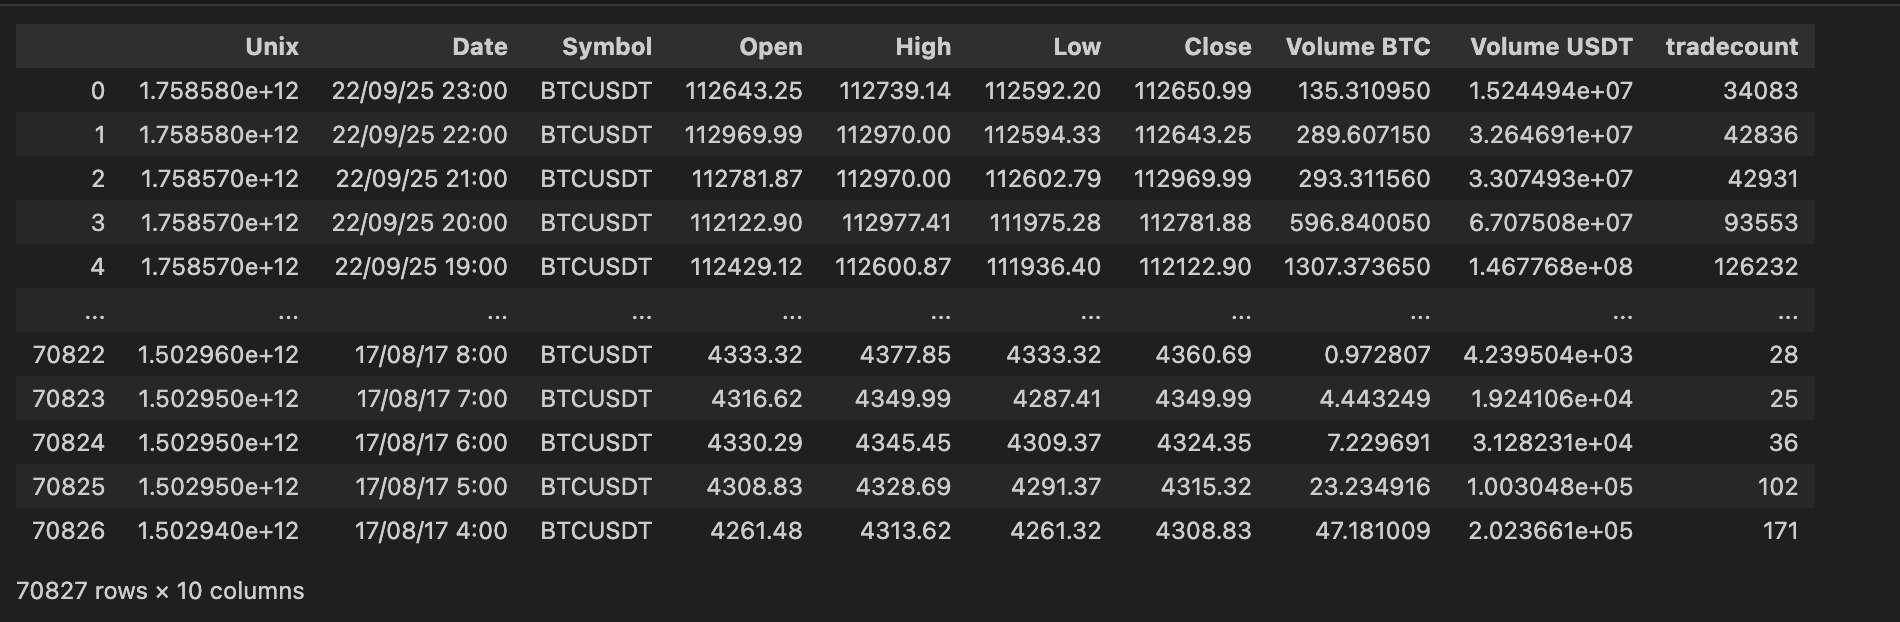 Unix Date Symbol Open High Low Close Volume BTC Volume USDT tradecount
0 1.758580e+12 22/09/25 23:00 BTCUSDT 112643.25 112739.14 112592.20 112650.99 135.310950 1.524494e+07 34083
1 1.758580e+12 22/09/25 22:00 BTCUSDT 112969.99 112970.00 112594.33 112643.25 289.607150 3.264691e+07 42836
2 1.758570e+12 22/09/25 21:00 BTCUSDT 112781.87 112970.00 112602.79 112969.99 293.311560 3.307493e+07 42931
3 1.758570e+12 22/09/25 20:00 BTCUSDT 112122.90 112977.41 111975.28 112781.88 596.840050 6.707508e+07 93553
4 1.758570e+12 22/09/25 19:00 BTCUSDT 112429.12 112600.87 111936.40 112122.90 1307.373650 1.467768e+08 126232
... ... ... ... ... ... ... ... ... ... ...
70822 1.502960e+12 17/08/17 8:00 BTCUSDT 4333.32 4377.85 4333.32 4360.69 0.972807 4.239504e+03 28
70823 1.502950e+12 17/08/17 7:00 BTCUSDT 4316.62 4349.99 4287.41 4349.99 4.443249 1.924106e+04 25
70824 1.502950e+12 17/08/17 6:00 BTCUSDT 4330.29 4345.45 4309.37 4324.35 7.229691 3.128231e+04 36
70825 1.502950e+12 17/08/17 5:00 BTCUSDT 4308.83 4328.69 4291.37 4315.32 23.234916 1.003048e+05 102
70826 1.502940e+12 17/08/17 4:00 BTCUSDT 4261.48 4313.62 4261.32 4308.83 47.181009 2.023661e+05 171
70827 rows × 10 columns